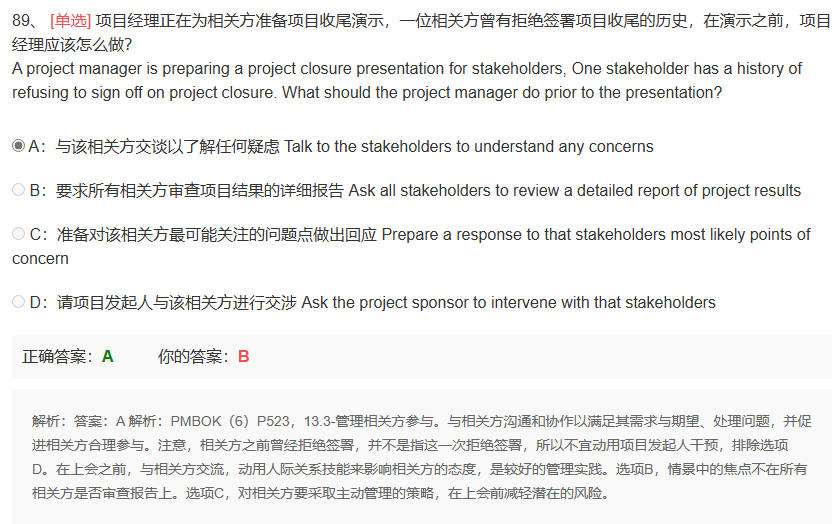 89、 [单选] 项目经理正在为相关方准备项目收尾演示，一位相关方曾有拒绝签署项目收尾的历史，在演示之前，项目
经理应该怎么做？
A project manager is preparing a project closure presentation for stakeholders, One stakeholder has a history of
refusing to sign off on project closure. What should the project manager do prior to the presentation?
A：与该相关方交谈以了解任何疑虑 Talk to the stakeholders to understand any concerns
B：要求所有相关方审查项目结果的详细报告 Ask all stakeholders to review a detailed report of project results
C：准备对该相关方最可能关注的问题点做出回应 Prepare a response to that stakeholders most likely points of
concern
D：请项目发起人与该相关方进行交涉 Ask the project sponsor to intervene with that stakeholders
正确答案：A 你的答案：B
解析：答案：A 解析：PMBOK（6）P523，13.3-管理相关方参与。与相关方沟通和协作以满足其需求与期望、处理问题，并促
进相关方合理参与。注意，相关方之前曾经拒绝签署，并不是指这一次拒绝签署，所以不宜动用项目发起人干预，排除选项
D。在上会之前，与相关方交流，动用人际关系技能来影响相关方的态度，是较好的管理实践。选项B，情景中的焦点不在所有
相关方是否审查报告上。选项C，对相关方要采取主动管理的策略，在上会前减轻潜在的风险。